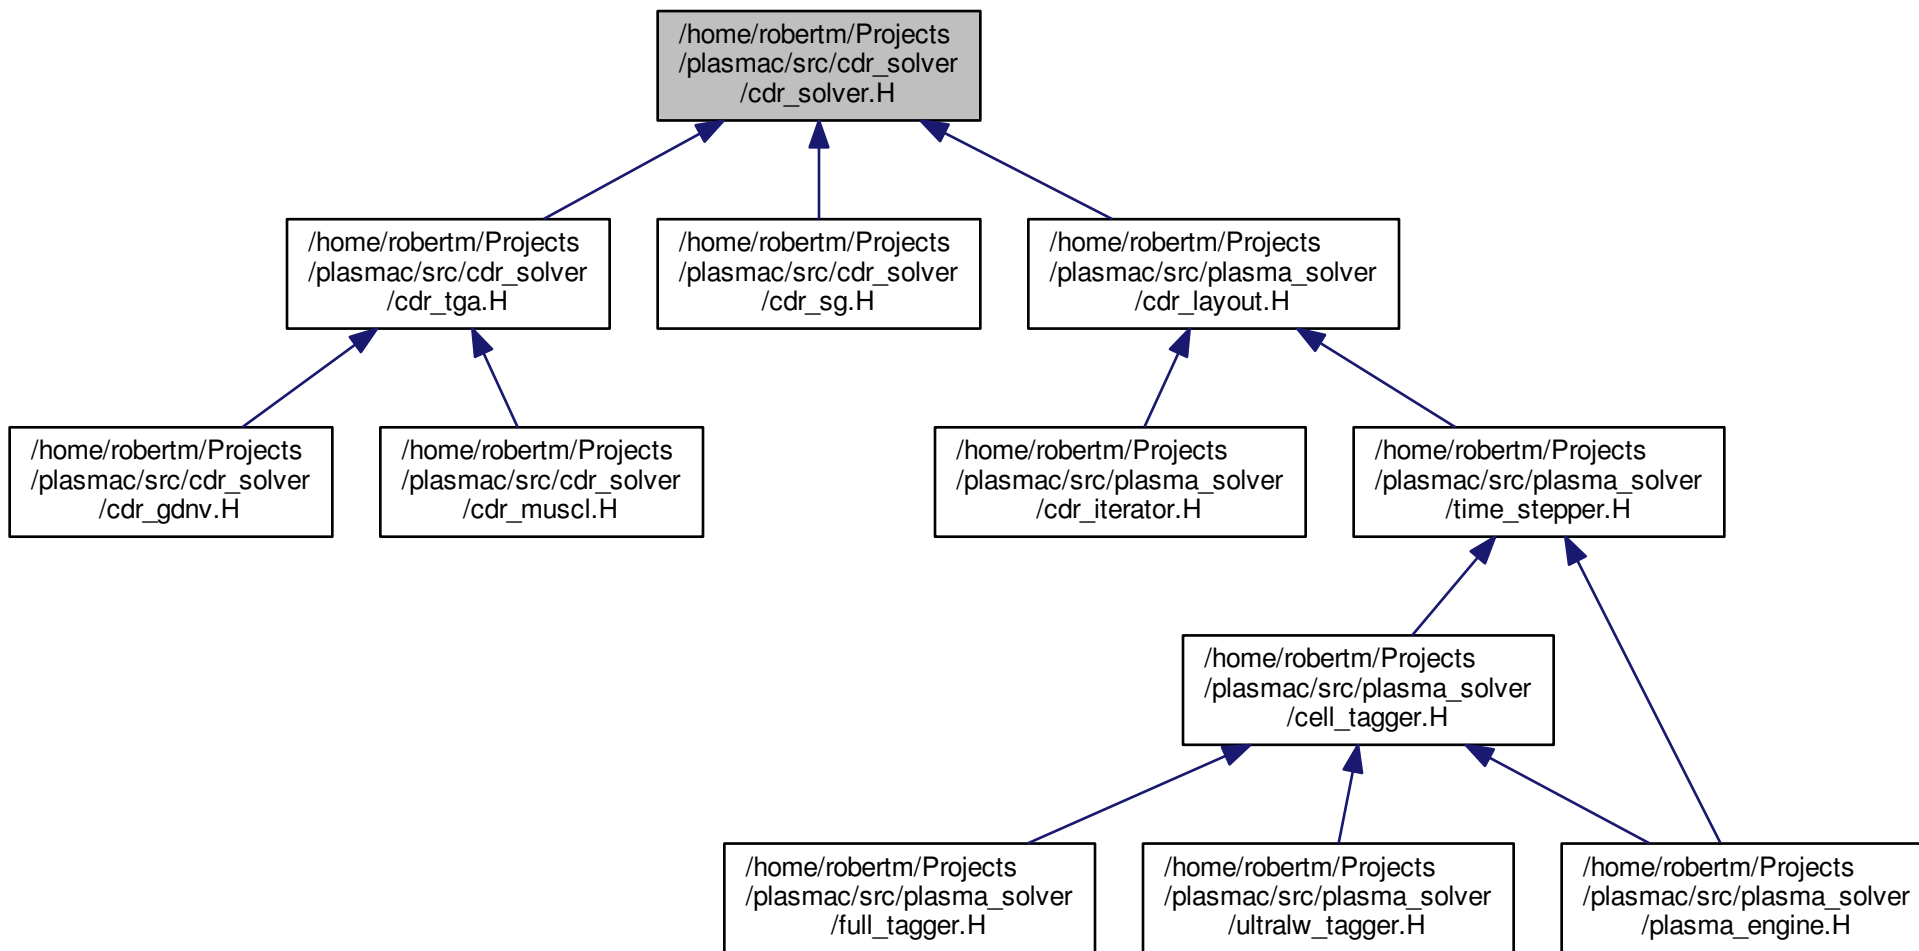 /home/robertm/Projects
/plasmac/src/cdr_solver
/cdr_solver.H
/home/robertm/Projects
/plasmac/src/cdr_solver
/cdr_tga.H
/home/robertm/Projects
/plasmac/src/cdr_solver
/cdr_sg.H
/home/robertm/Projects
/plasmac/src/plasma_solver
/cdr_layout.H
/home/robertm/Projects
/plasmac/src/cdr_solver
/cdr_gdnv.H
/home/robertm/Projects
/plasmac/src/cdr_solver
/cdr_muscl.H
/home/robertm/Projects
/plasmac/src/plasma_solver
/cdr_iterator.H
/home/robertm/Projects
/plasmac/src/plasma_solver
/time_stepper.H
/home/robertm/Projects
/plasmac/src/plasma_solver
/cell_tagger.H
/home/robertm/Projects
/plasmac/src/plasma_solver
/full_tagger.H
/home/robertm/Projects
/plasmac/src/plasma_solver
/ultralw_tagger.H
/home/robertm/Projects
/plasmac/src/plasma_solver
/plasma_engine.H